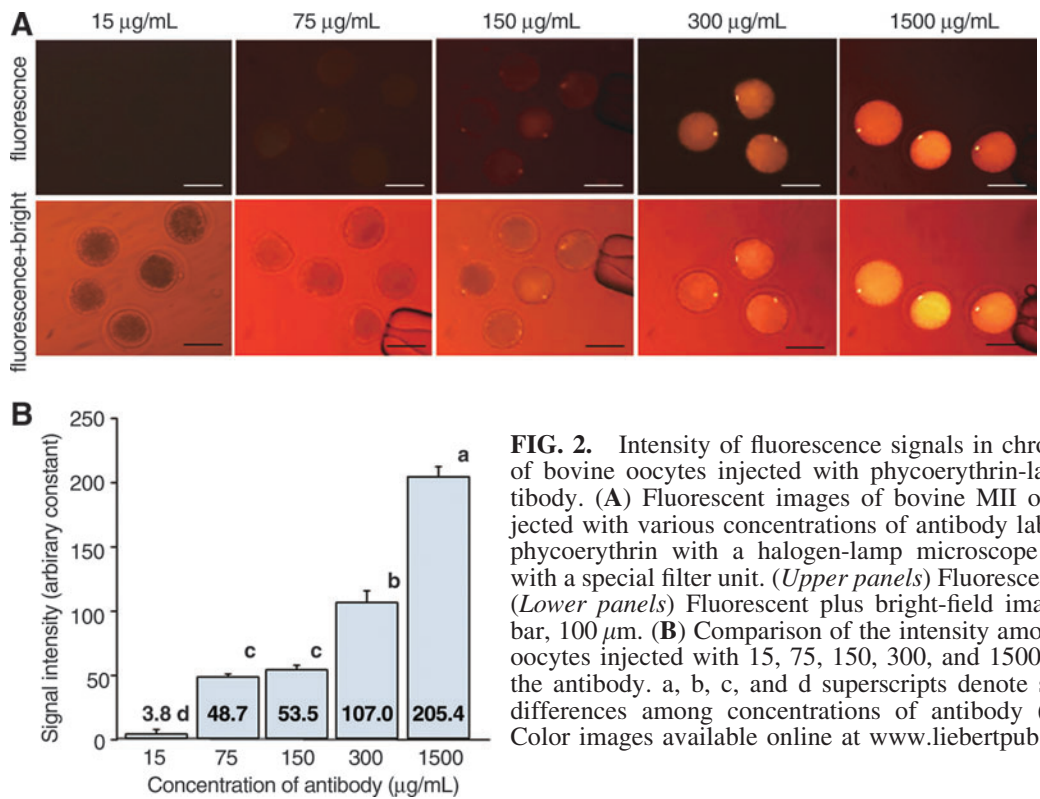 A
15 μg/mL 75 μg/mL 150 μg/mL 300 μg/mL 1500 μg/mL
fluorescnce
fluorescence+bright
B
Signal intensity (arbirary constant)
250
200
150
100
50
0
3.8 d
c
48.7
c
53.5
b
107.0
a
205.4
15 75 150 300 1500
Concentration of antibody (μg/mL)
FIG. 2. Intensity of fluorescence signals in chro
of bovine oocytes injected with phycoerythrin-la
tibody. (A) Fluorescent images of bovine MII o
jected with various concentrations of antibody lab
phycoerythrin with a halogen-lamp microscope
with a special filter unit. (Upper panels) Fluoresce
(Lower panels) Fluorescent plus bright-field ima
bar, 100 μm. (B) Comparison of the intensity amo
oocytes injected with 15, 75, 150, 300, and 1500
the antibody. a, b, c, and d superscripts denote s
differences among concentrations of antibody (
Color images available online at www.liebertpub